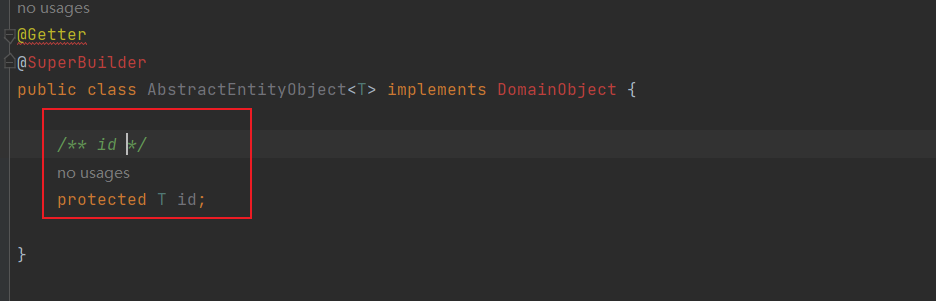 no usages
@Getter
@SuperBuilder
public class AbstractEntityObject<T> implements DomainObject {
/** id */
no usages
protected T id;
}